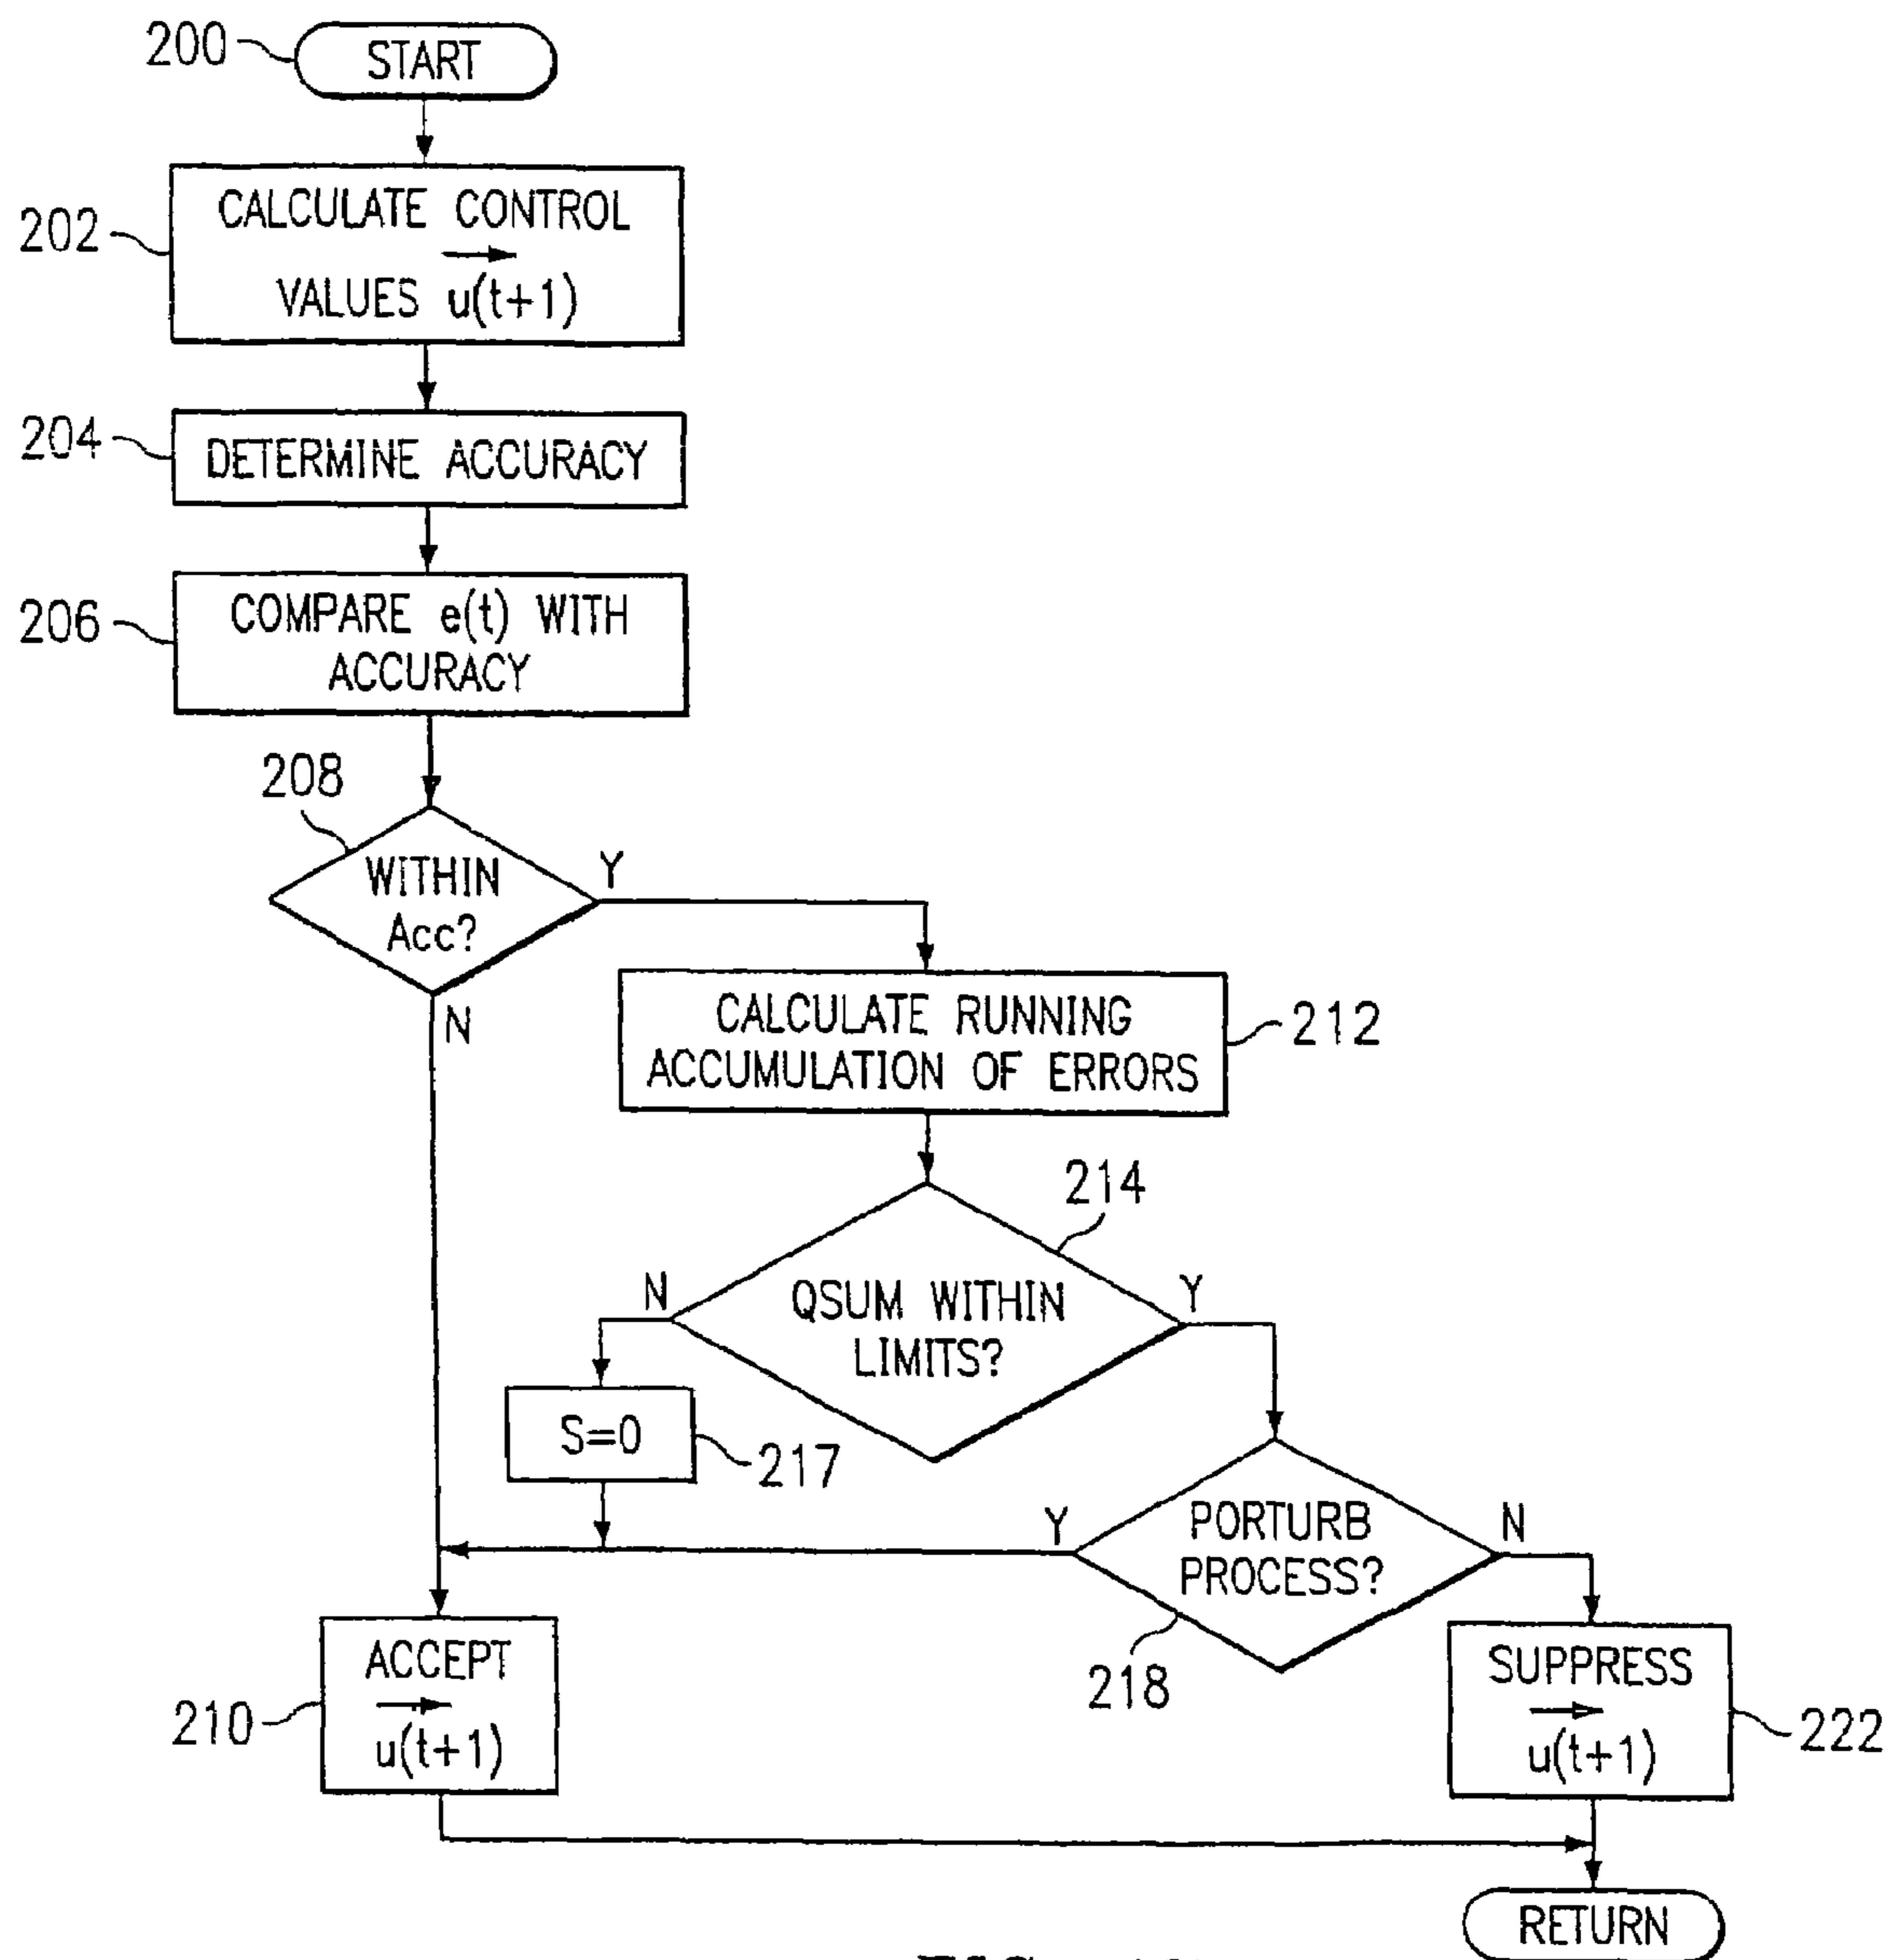 200
START
202
CALCULATE CONTROL
VALUES u(t+1)
204
DETERMINE ACCURACY
206
COMPARE e(t) WITH
ACCURACY
208
WITHIN
Acc?
Y
N
CALCULATE RUNNING
ACCUMULATION OF ERRORS
212
214
QSUM WITHIN
LIMITS?
N
Y
S=0
217
PORTURB
PROCESS?
Y
N
218
ACCEPT
u(t+1)
210
SUPPRESS
u(t+1)
222
RETURN